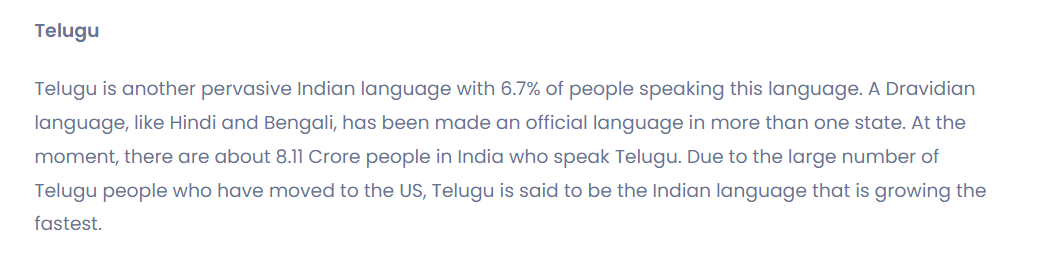 Telugu
Telugu is another pervasive Indian language with 6.7% of people speaking this language. A Dravidian
language, like Hindi and Bengali, has been made an official language in more than one state. At the
moment, there are about 8.11 Crore people in India who speak Telugu. Due to the large number of
Telugu people who have moved to the US, Telugu is said to be the Indian language that is growing the
fastest.